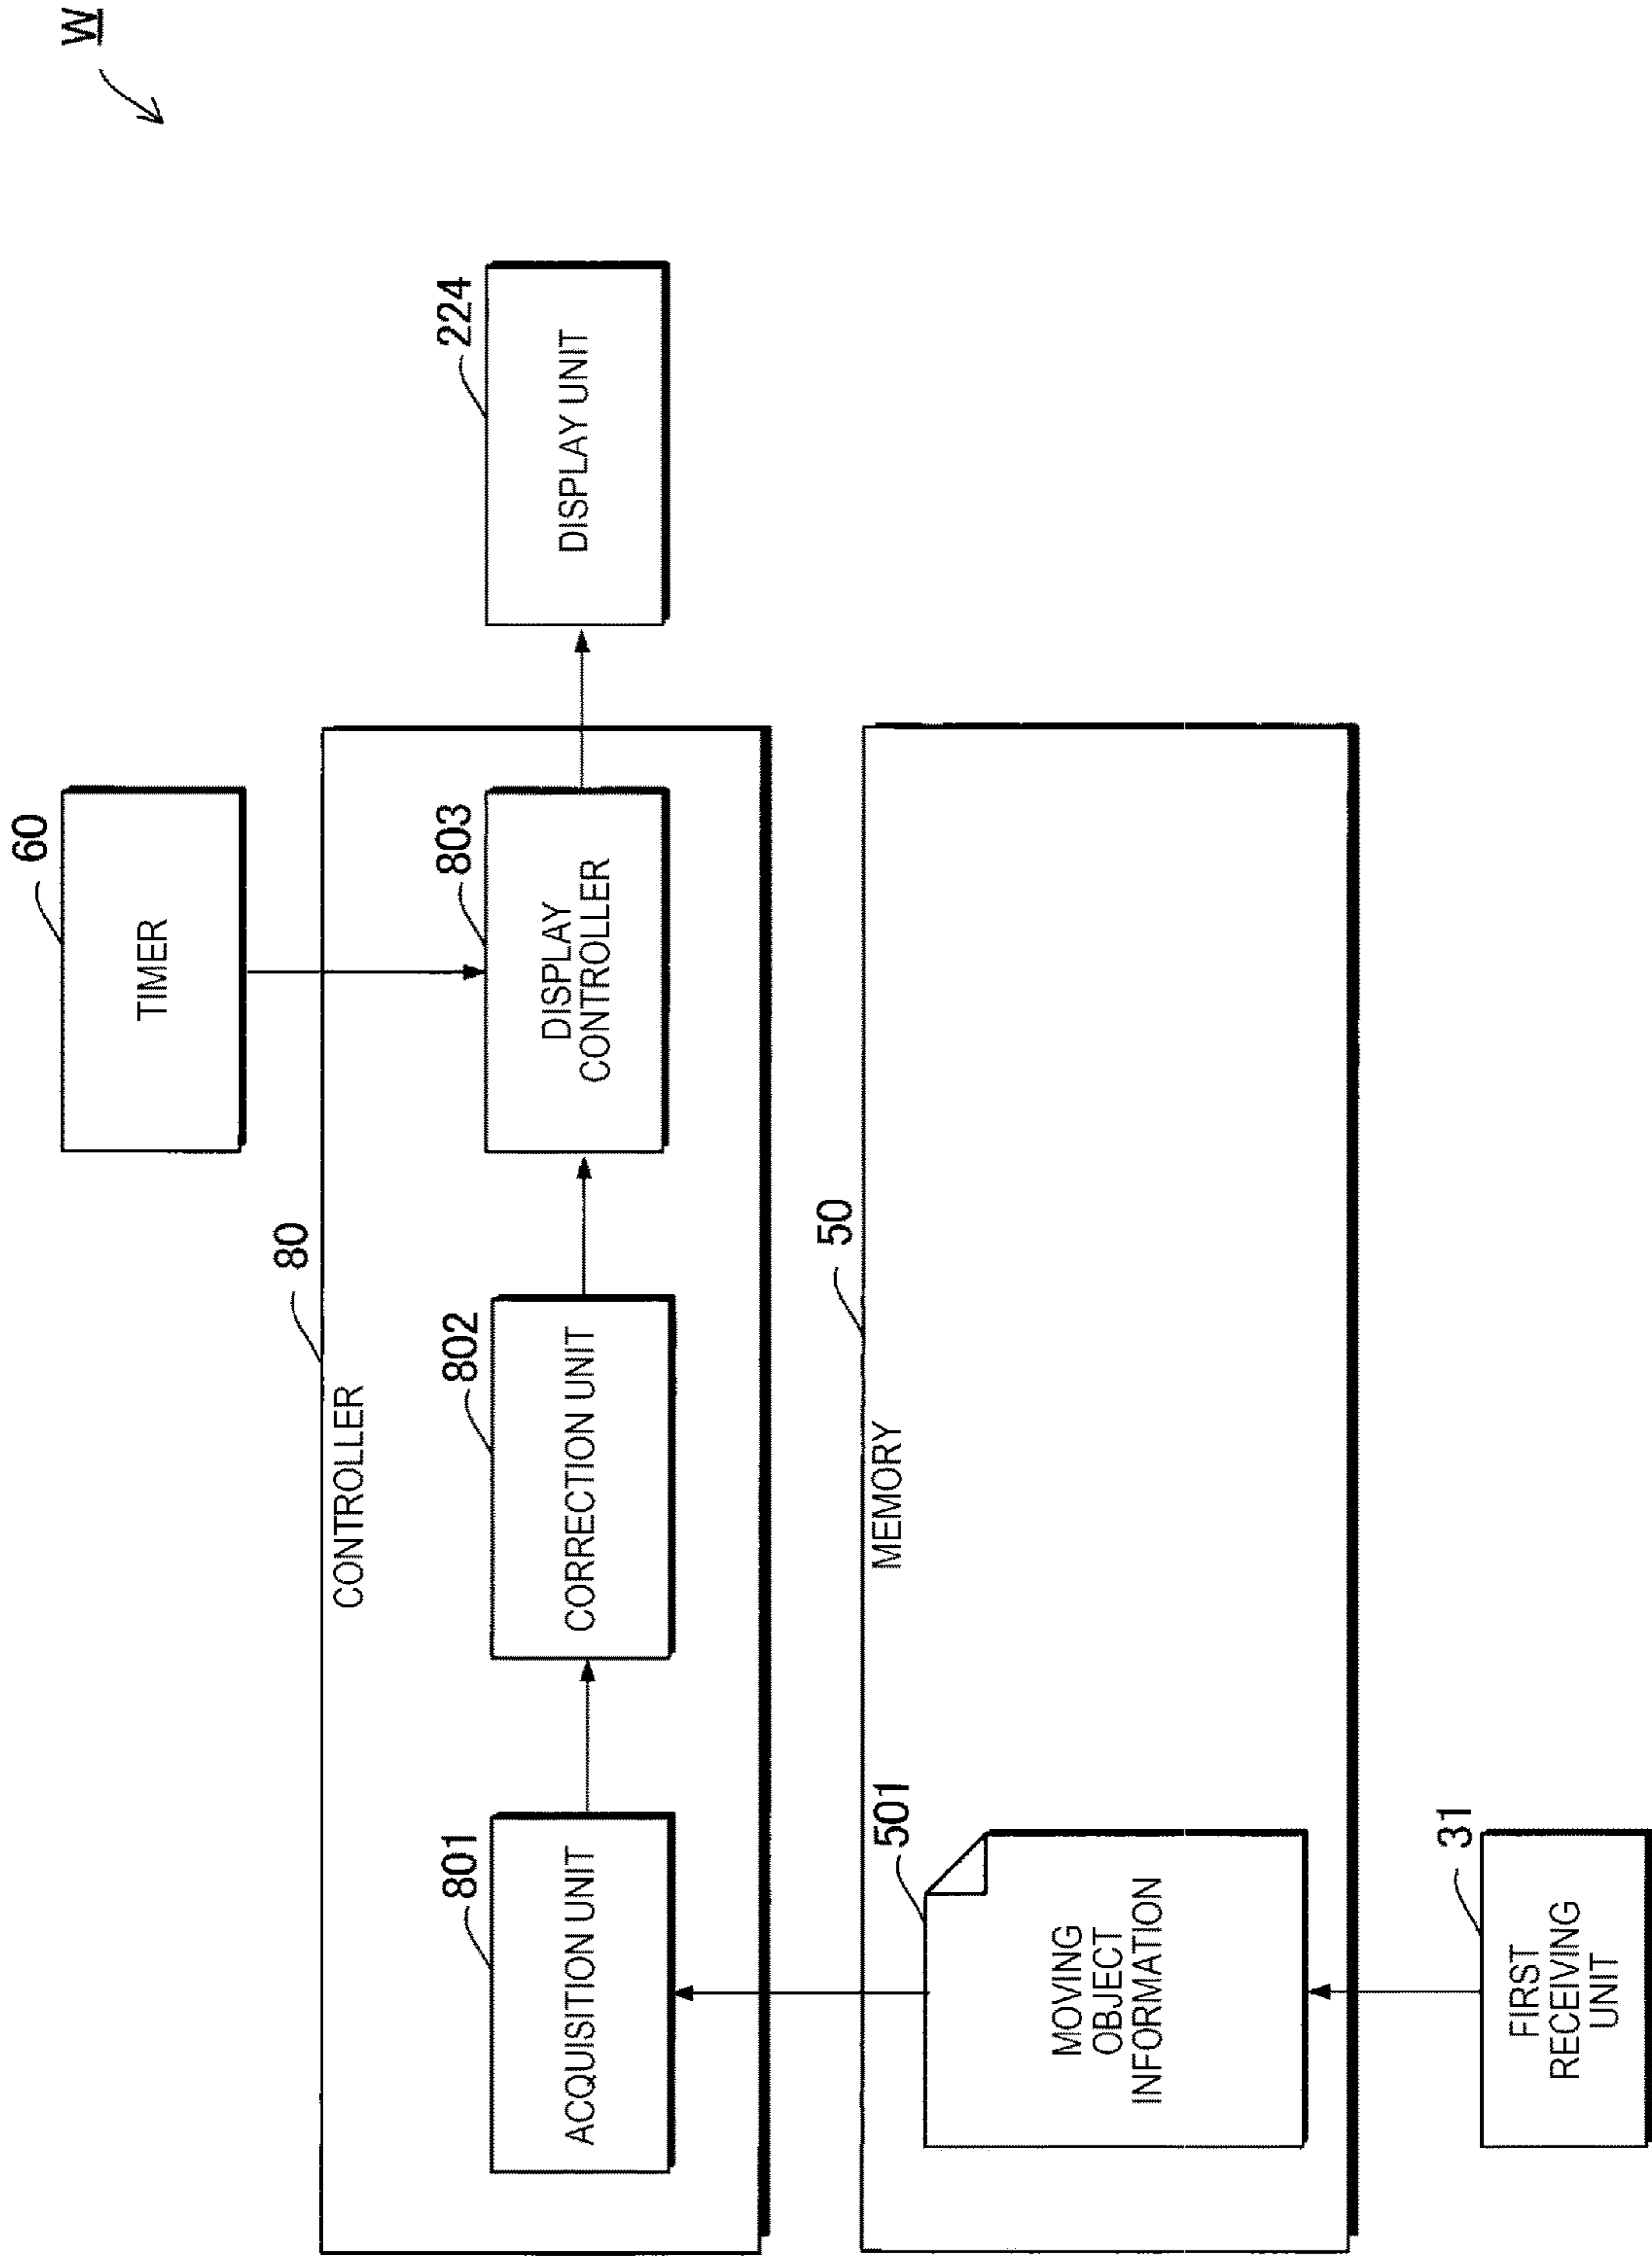 W
60
TIMER
80
CONTROLLER
801
ACQUISITION UNIT
802
CORRECTION UNIT
803
DISPLAY
CONTROLLER
224
DISPLAY UNIT
50
MEMORY
501
MOVING
OBJECT
INFORMATION
31
FIRST
RECEIVING
UNIT